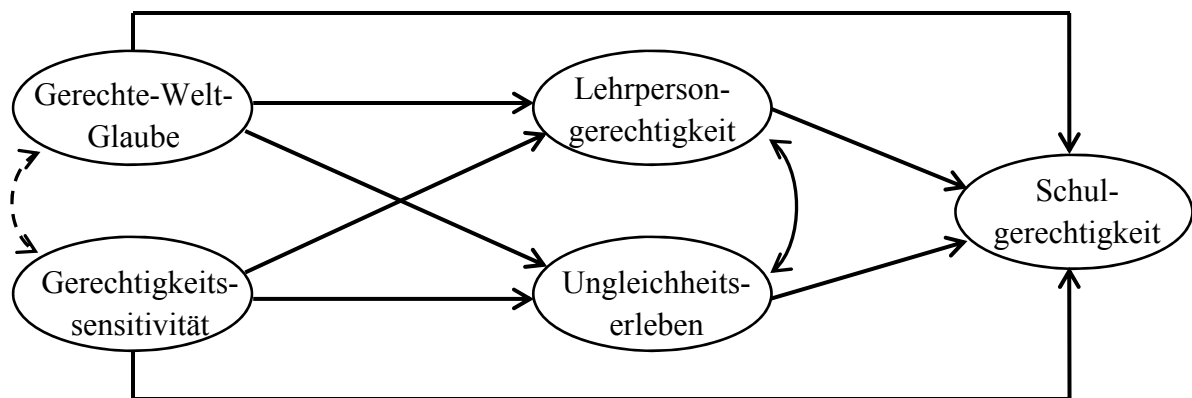 Gerechte-Welt-
Glaube
Lehrperson-
gerechtigkeit
Schul-
gerechtigkeit
Gerechtigkeits-
sensitivität
Ungleichheits-
erleben